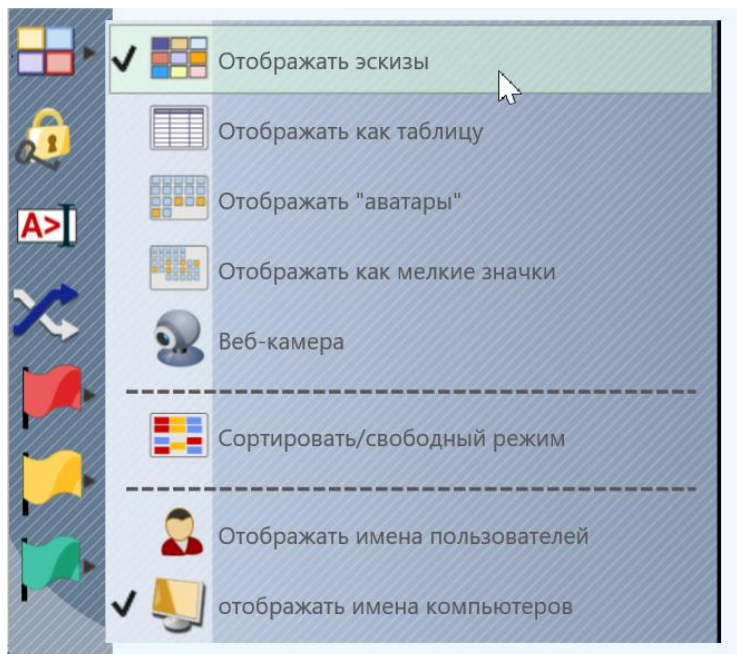 Отображать эскизы
Отображать как таблицу
A>
Отображать "аватары"
Отображать как мелкие значки
Веб-камера
Сортировать/свободный режим
Отображать имена пользователей
отображать имена компьютеров